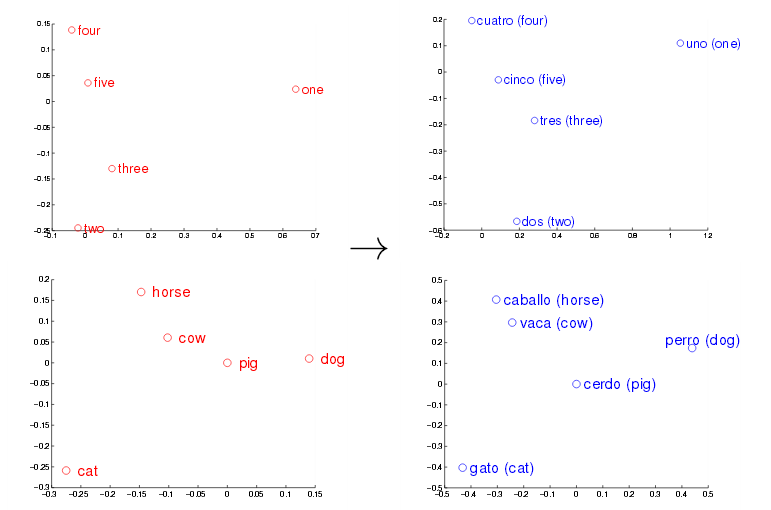 0.15
four
0.1
0.05
five
one
0
−0.05
−0.1
three
−0.15
−0.2
two
−0.25
−0.1 0 0.1 0.2 0.3 0.4 0.5 0.6 0.7
0.2
cuatro (four)
0.1
uno (one)
0
cinco (five)
−0.1
tres (three)
−0.2
−0.3
−0.4
−0.5
dos (two)
−0.6
−0.2 0 0.2 0.4 0.6 0.8 1 1.2
→
0.2
horse
0.15
0.1
cow
0.05
pig
dog
0
−0.05
−0.1
−0.15
−0.2
cat
−0.25
−0.3
−0.3 −0.25 −0.2 −0.15 −0.1 −0.05 0 0.05 0.1 0.15
0.5
caballo (horse)
0.4
vaca (cow)
0.3
perro (dog)
0.2
0.1
cerdo (pig)
0
−0.1
−0.2
−0.3
gato (cat)
−0.4
−0.5
−0.5 −0.4 −0.3 −0.2 −0.1 0 0.1 0.2 0.3 0.4 0.5